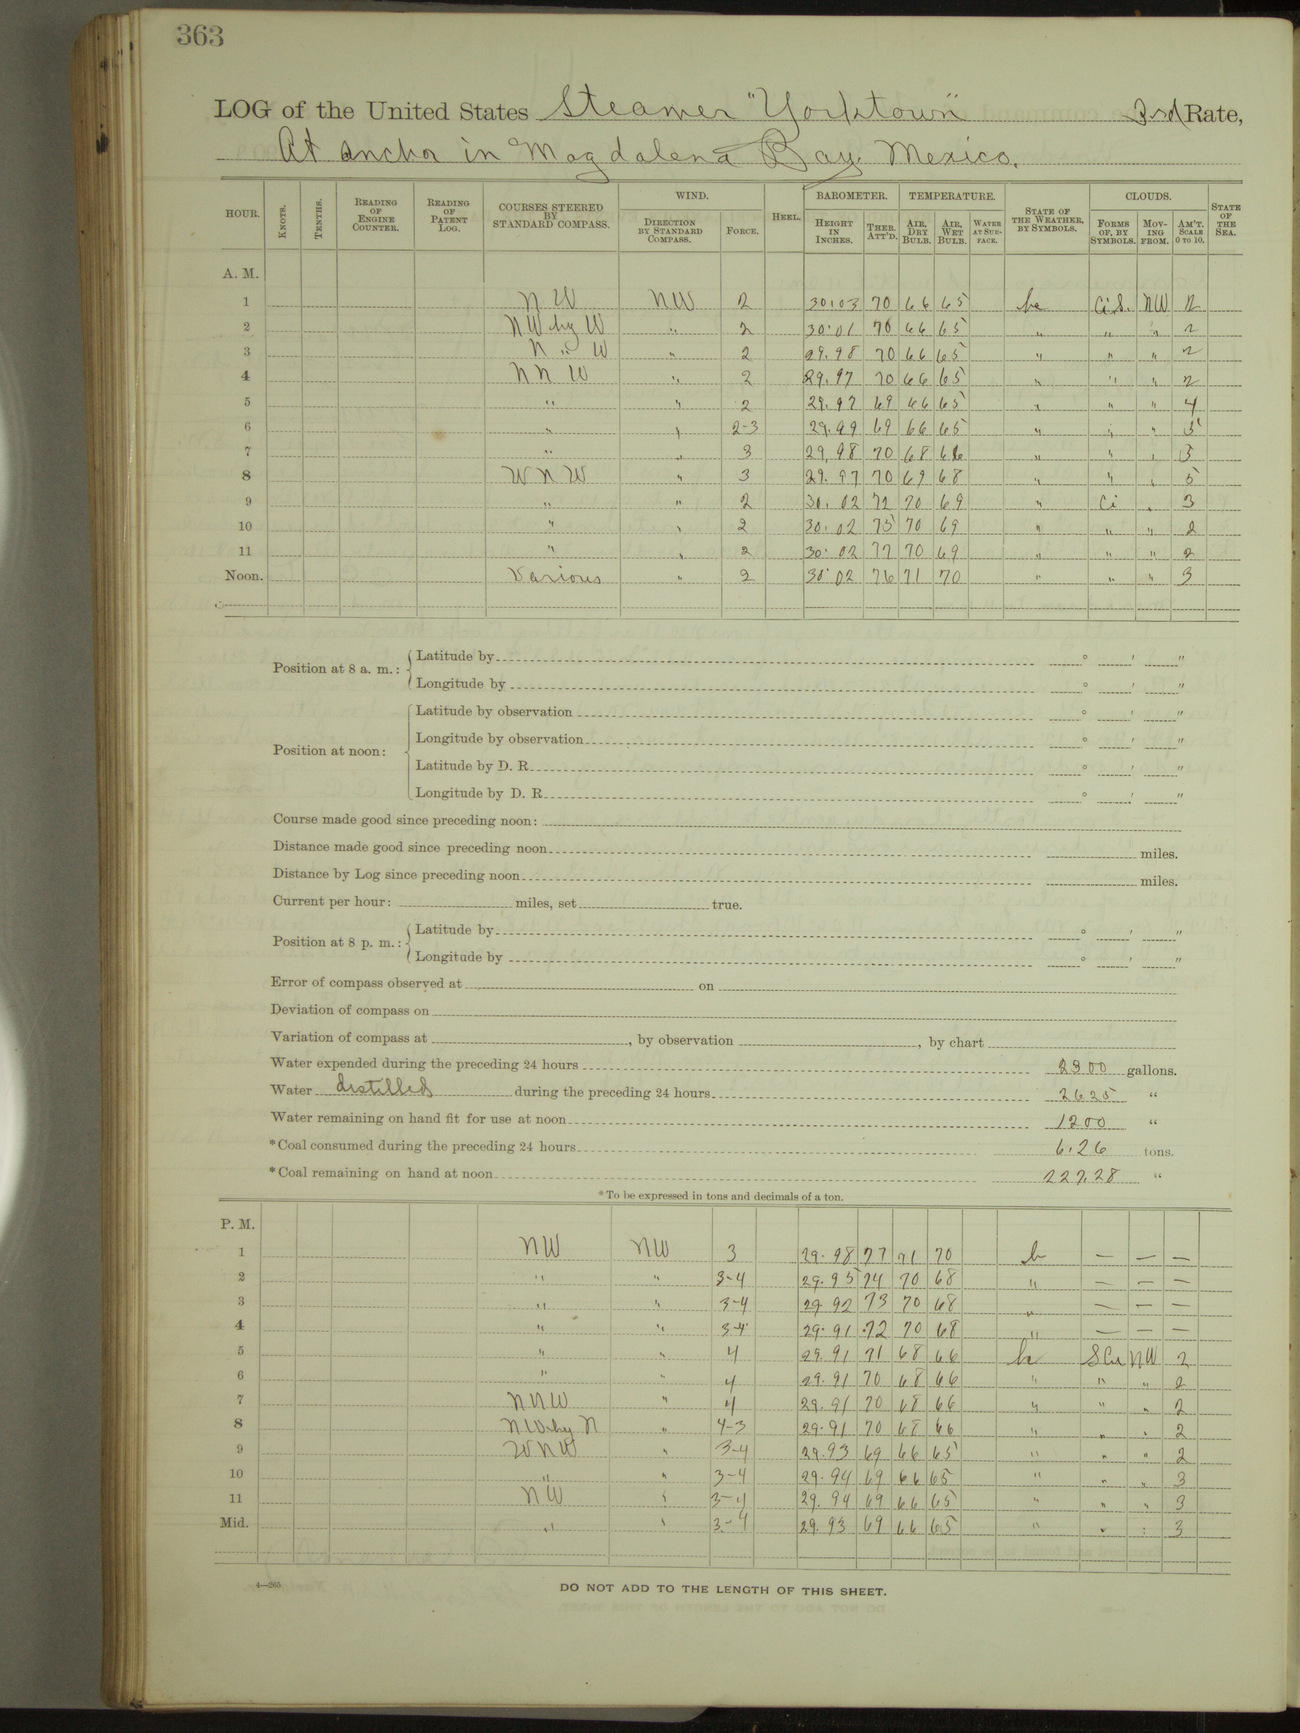 363
LOG of the United States Steamer "Yorktown" 3rd Rate,
At anchor in Magdalena Bay, Mexico.
HOUR. KNOTS. TENTHS. READING OF ENGINE COUNTER. READING OF PATENT LOG. COURSES STEERED BY STANDARD COMPASS. WIND. DIRECTION BY STANDARD COMPASS. FORCE. HEEL. BAROMETER. HEIGHT IN INCHES. THER. ATT'D. TEMPERATURE. AIR, DRY BULB. AIR, WET BULB. WATER AT SURFACE. STATE OF THE WEATHER, BY SYMBOLS. CLOUDS. FORMS OF, BY SYMBOLS. MOVING FROM. AM'T. SCALE 0 TO 10. STATE OF THE SEA.
A. M.
1 NW NW 2 30.03 70 66 65 bc Ci.S. NW 2
2 NW by W " 2 30.01 70 66 65 " " " 2
3 N " W " 2 29.98 70 66 65 " " " 2
4 NNW " 2 29.97 70 66 65 " " " 2
5 " " 2 29.97 69 66 65 " " " 4
6 " " 2-3 29.99 69 66 65 " " " 5
7 " " 3 29.98 70 68 66 " " " 5
8 WNW " 3 29.97 70 69 68 " " " 5
9 " " 2 30.02 72 70 69 " Ci " 3
10 " " 2 30.02 75 70 69 " " " 2
11 " " 2 30.02 77 70 69 " " " 2
Noon. Various " 2 30.02 76 71 70 " " " 3
Position at 8 a. m.: Latitude by ° ′ ″
Longitude by ° ′ ″
Position at noon: Latitude by observation ° ′ ″
Longitude by observation ° ′ ″
Latitude by D. R. ° ′ ″
Longitude by D. R. ° ′ ″
Course made good since preceding noon:
Distance made good since preceding noon miles.
Distance by Log since preceding noon miles.
Current per hour: miles, set true.
Position at 8 p. m.: Latitude by ° ′ ″
Longitude by ° ′ ″
Error of compass observed at on
Deviation of compass on
Variation of compass at , by observation , by chart
Water expended during the preceding 24 hours 2300 gallons.
Water distilled during the preceding 24 hours 2625 "
Water remaining on hand fit for use at noon 1200 "
*Coal consumed during the preceding 24 hours 6.26 tons.
*Coal remaining on hand at noon 227.28 "
*To be expressed in tons and decimals of a ton.
P. M.
1 NW NW 3 29.98 77 71 70 b — — —
2 " " 3-4 29.95 74 70 68 " — — —
3 " " 3-4 29.92 73 70 68 " — — —
4 " " 3-4 29.91 72 70 68 " — — —
5 " " 4 29.91 71 68 66 bc SCu NW 2
6 " " 4 29.91 70 68 66 " " " 2
7 NNW " 4 29.91 70 68 66 " " " 2
8 NW by N " 4-3 29.91 70 68 66 " " " 2
9 WNW " 3-4 29.93 69 66 65 " " " 2
10 " " 3-4 29.94 69 66 65 " " " 3
11 NW " 3-4 29.94 69 66 65 " " " 3
Mid. " " 3-4 29.93 69 66 65 " " " 3
4—265
DO NOT ADD TO THE LENGTH OF THIS SHEET.